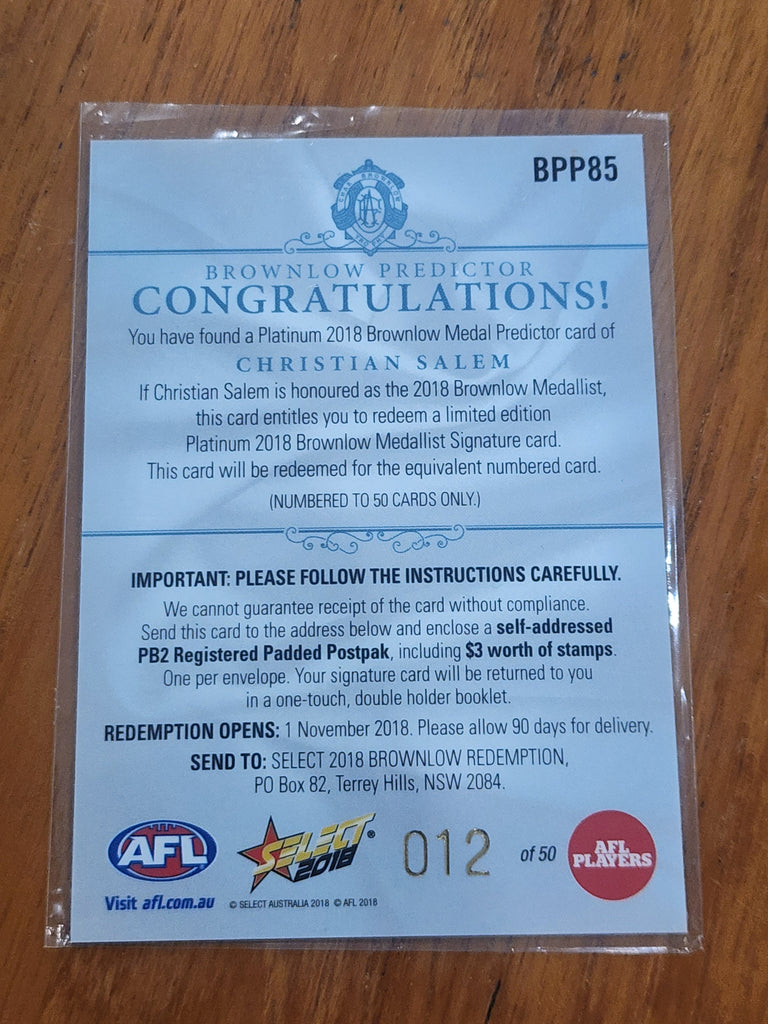 BPP85
BROWNLOW PREDICTOR
CONGRATULATIONS!
You have found a Platinum 2018 Brownlow Medal Predictor card of
CHRISTIAN SALEM
If Christian Salem is honoured as the 2018 Brownlow Medallist,
this card entitles you to redeem a limited edition
Platinum 2018 Brownlow Medallist Signature card.
This card will be redeemed for the equivalent numbered card.
(NUMBERED TO 50 CARDS ONLY.)
IMPORTANT: PLEASE FOLLOW THE INSTRUCTIONS CAREFULLY.
We cannot guarantee receipt of the card without compliance.
Send this card to the address below and enclose a self-addressed
PB2 Registered Padded Postpak, including $3 worth of stamps.
One per envelope. Your signature card will be returned to you
in a one-touch, double holder booklet.
REDEMPTION OPENS: 1 November 2018. Please allow 90 days for delivery.
SEND TO: SELECT 2018 BROWNLOW REDEMPTION,
PO Box 82, Terrey Hills, NSW 2084.
AFL
SELECT®
2018
012 of 50
AFL
PLAYERS
Visit afl.com.au
© SELECT AUSTRALIA 2018 © AFL 2018